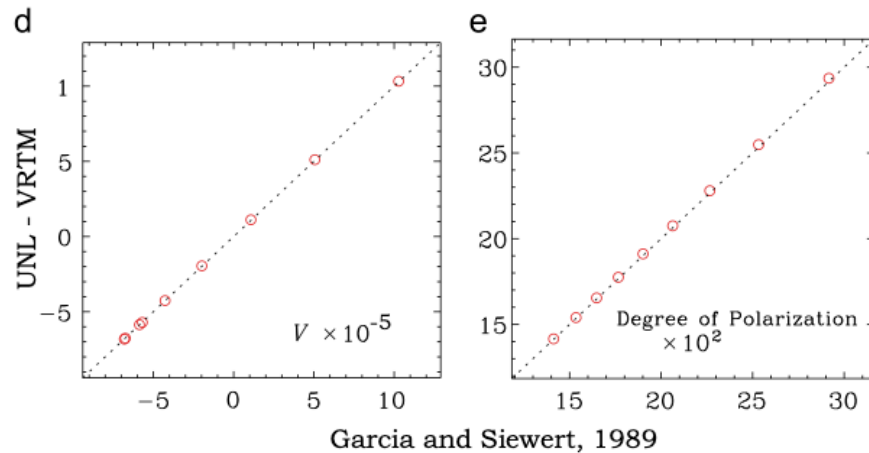 d
e
1
5
0
−5
30
25
20
15
UNL - VRTM
V ×10⁻⁵
Degree of Polarization
×10²
−5 0 5 10
15 20 25 30
Garcia and Siewert, 1989